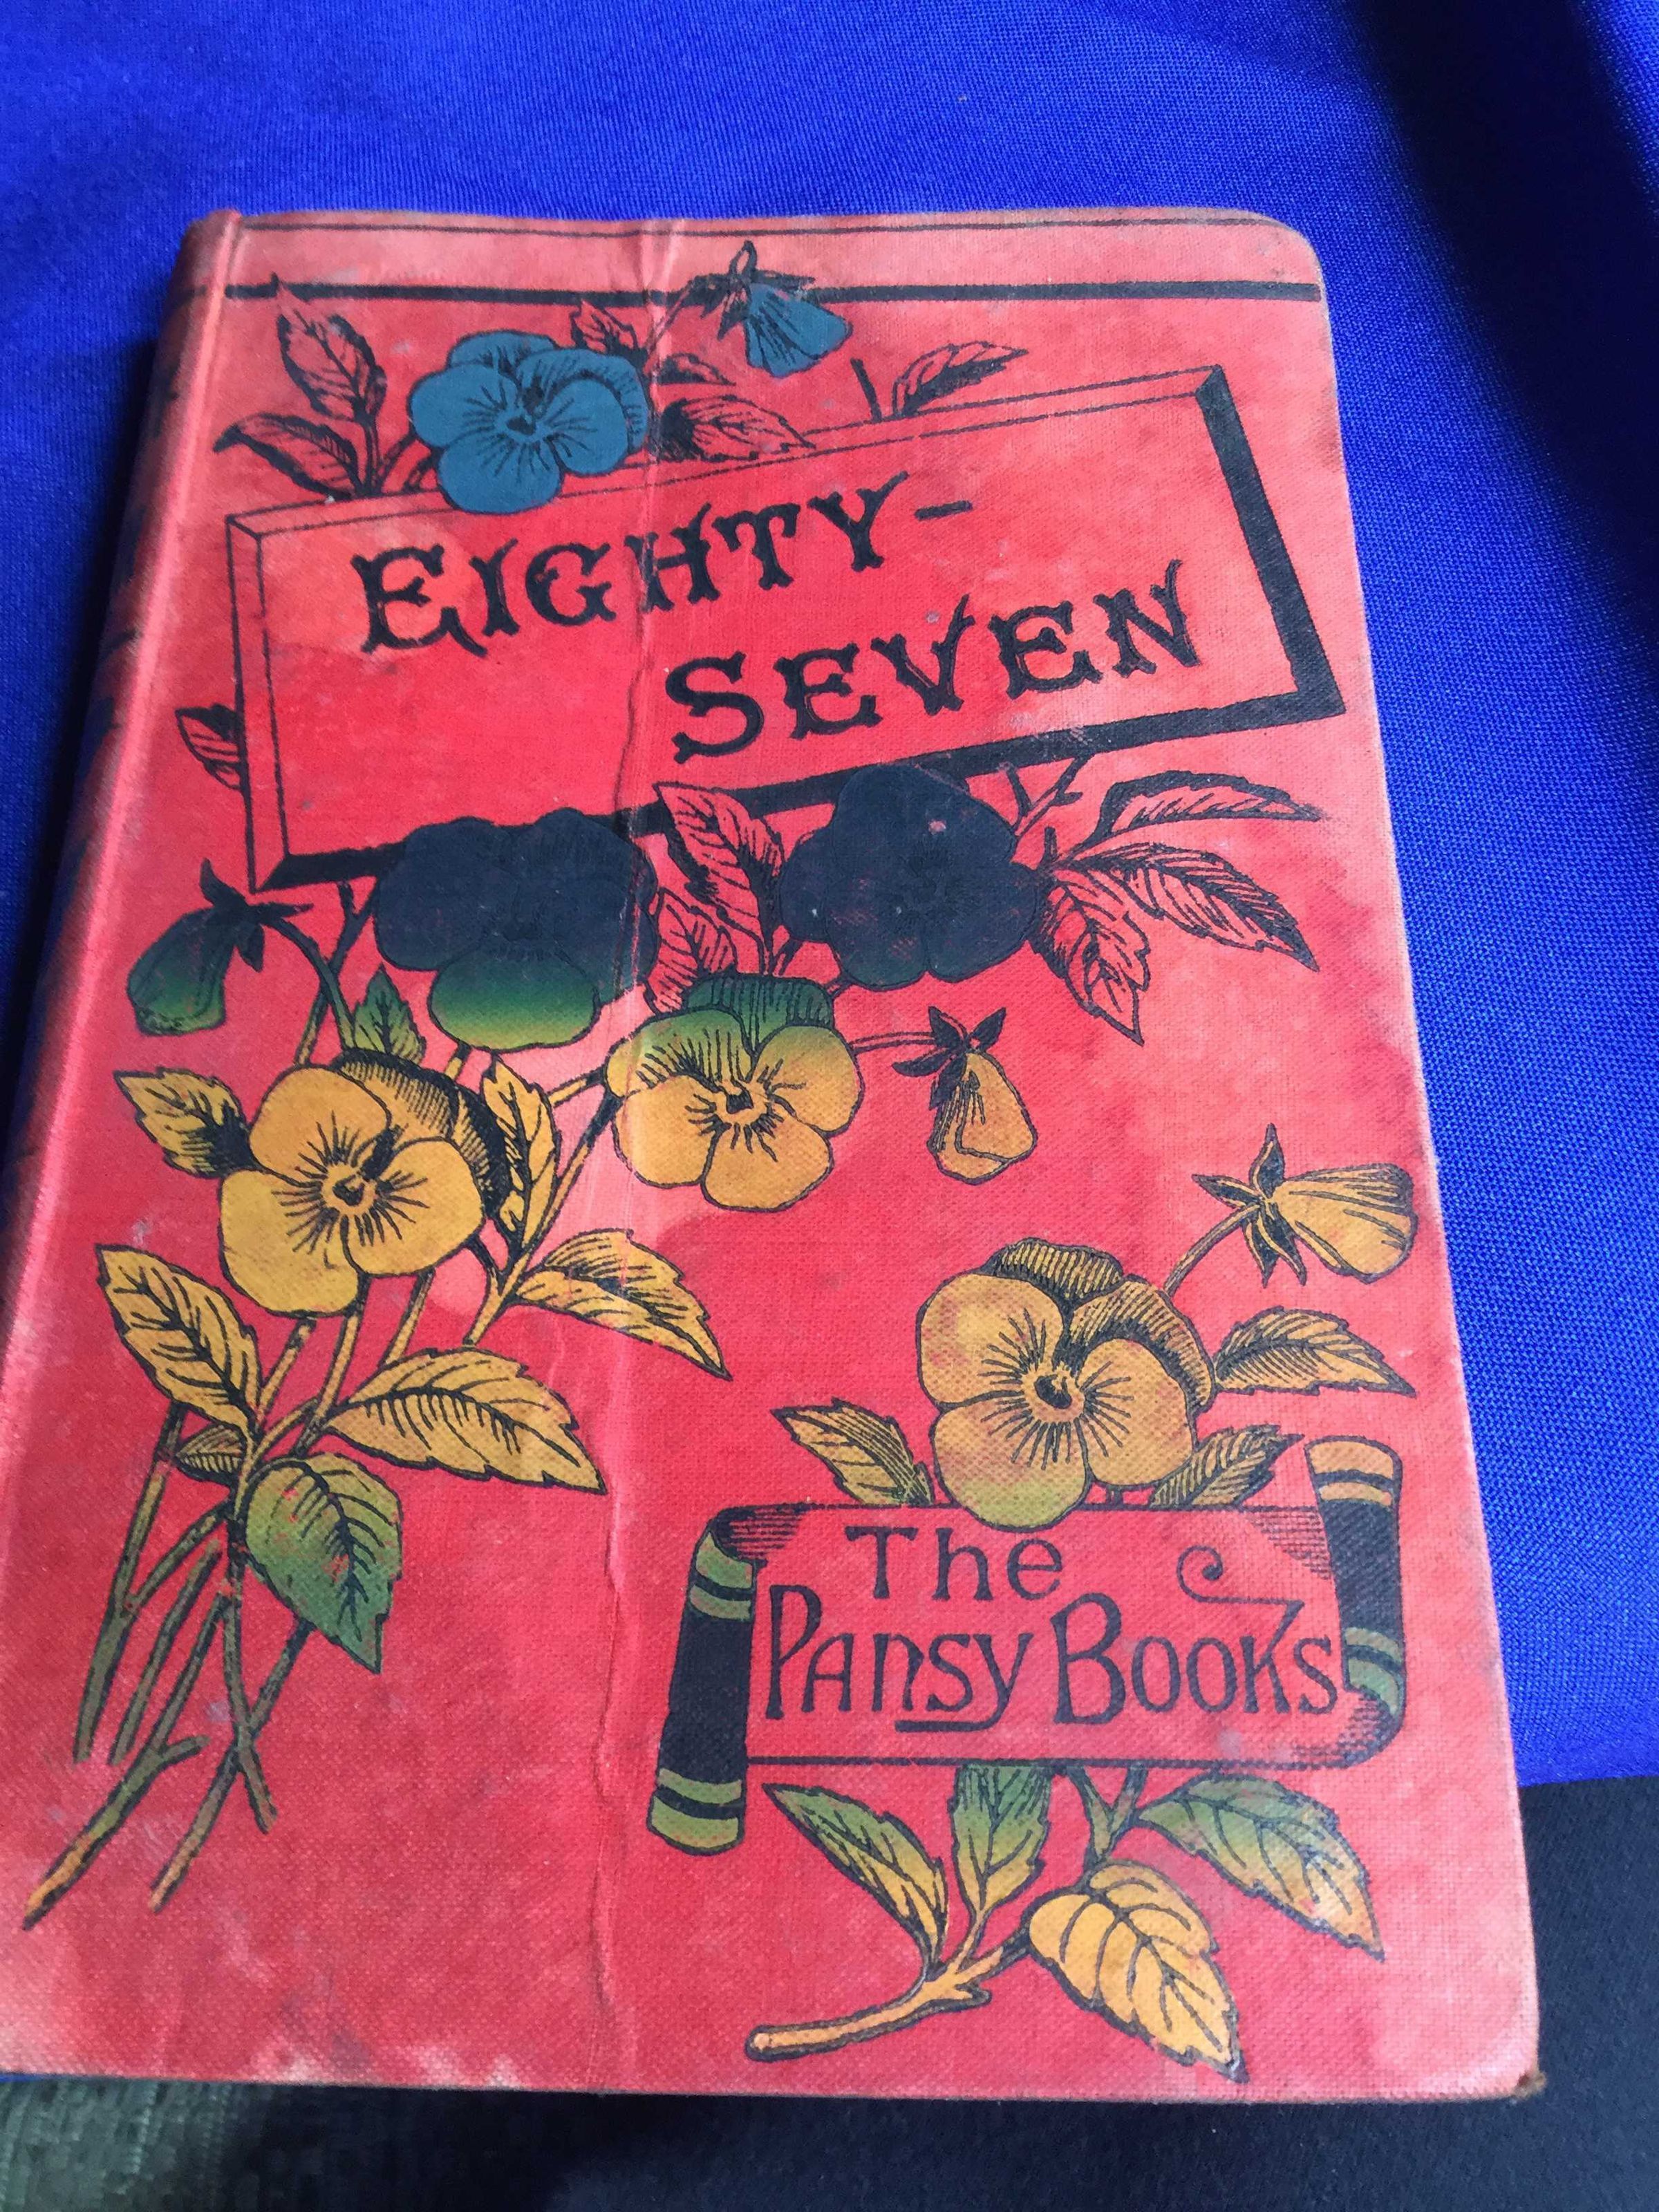 EIGHTY-
SEVEN
The
Pansy Books